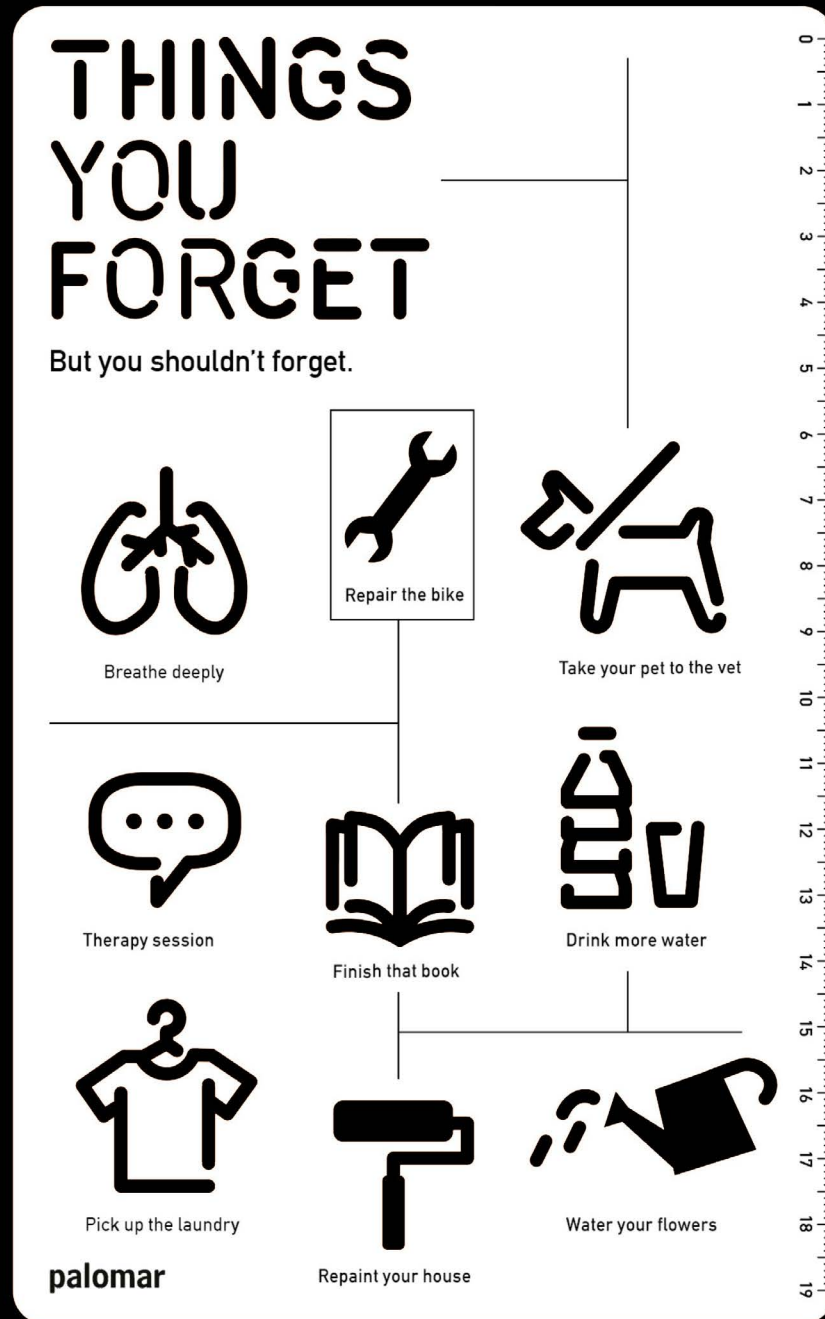 THINGS
YOU
FORGET
But you shouldn't forget.
Repair the bike
Breathe deeply
Take your pet to the vet
Therapy session
Finish that book
Drink more water
Pick up the laundry
Repaint your house
Water your flowers
palomar
0
1
2
3
4
5
6
7
8
9
10
11
12
13
14
15
16
17
18
19